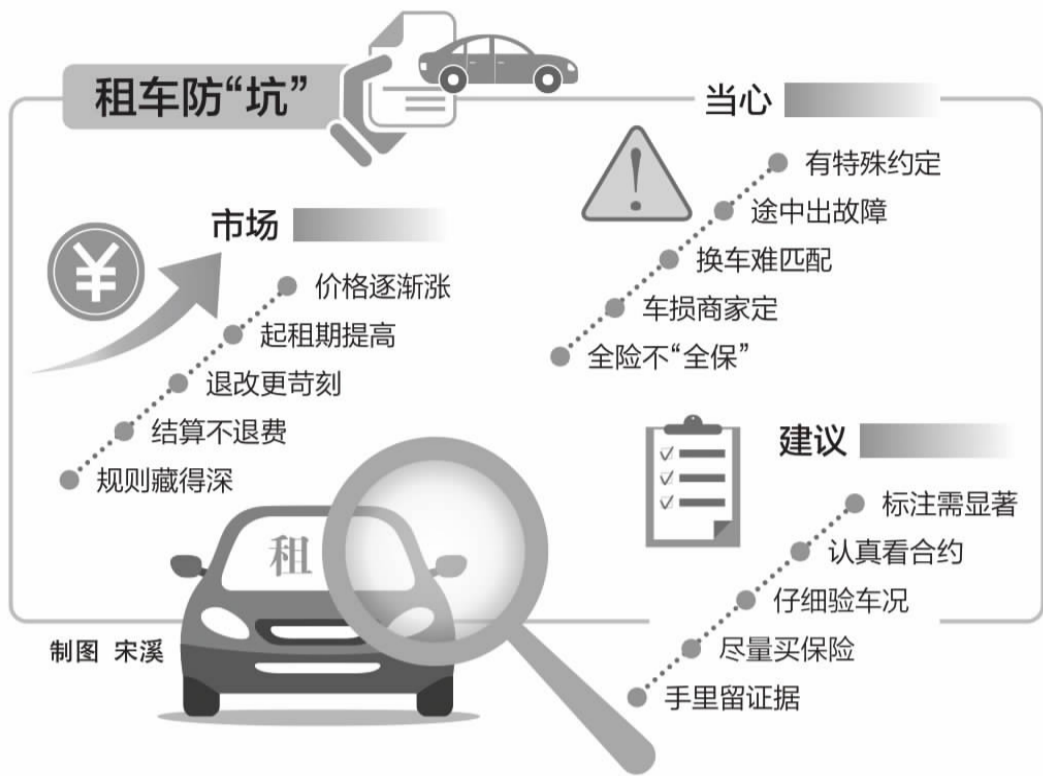 租车防“坑”
市场
价格逐渐涨
起租期提高
退改更苛刻
结算不退费
规则藏得深
当心
有特殊约定
途中出故障
换车难匹配
车损商家定
全险不“全保”
建议
标注需显著
认真看合约
仔细验车况
尽量买保险
手里留证据
¥
!
租
制图 宋溪